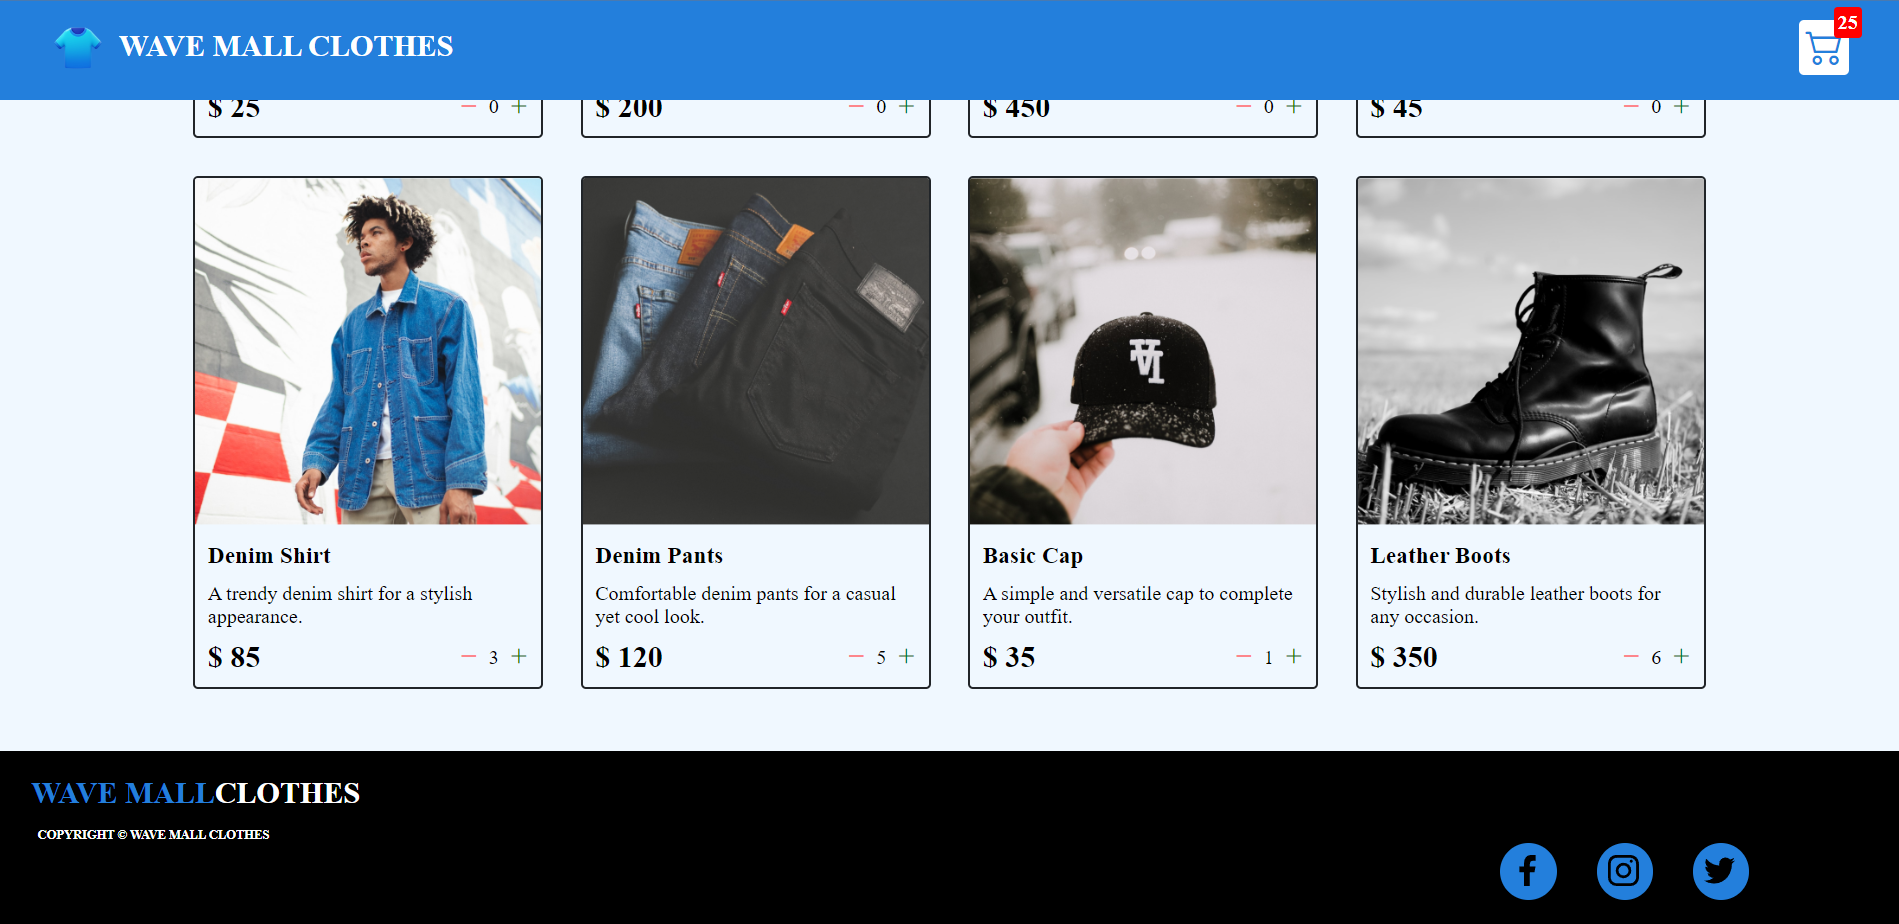 WAVE MALL CLOTHES
25
$ 25 — 0 +
$ 200 — 0 +
$ 450 — 0 +
$ 45 — 0 +
Denim Shirt
A trendy denim shirt for a stylish
appearance.
$ 85 — 3 +
Denim Pants
Comfortable denim pants for a casual
yet cool look.
$ 120 — 5 +
Basic Cap
A simple and versatile cap to complete
your outfit.
$ 35 — 1 +
Leather Boots
Stylish and durable leather boots for
any occasion.
$ 350 — 6 +
WAVE MALLCLOTHES
COPYRIGHT © WAVE MALL CLOTHES